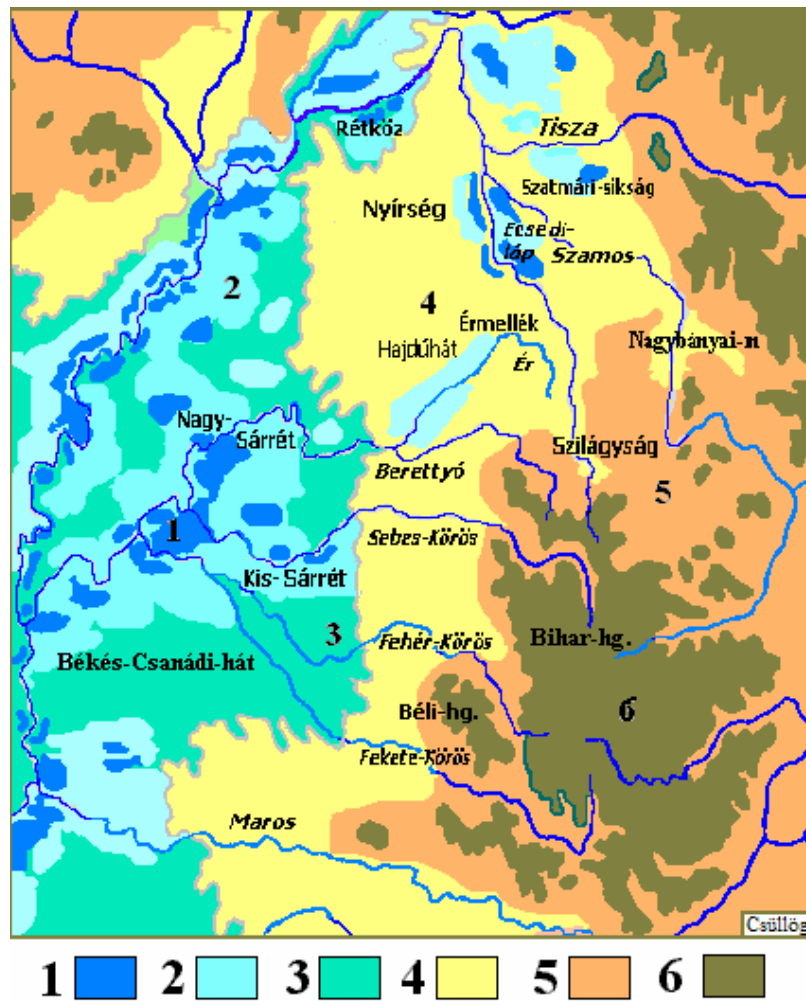 Rétköz
Tisza
Szatmári-sikság
Nyírség
Ecsedi-
láp
Szamos
2
4
Érmellék
Hajdúhát
Ér
Nagybányai-m
Nagy-
Sárrét
Szilágyság
Berettyó
5
1
Sebes-Körös
Kis-Sárrét
3
Fehér-Körös
Bihar-hg.
Békés-Csanádi-hát
Béli-hg.
6
Fekete-Körös
Maros
Csüllög
1 2 3 4 5 6